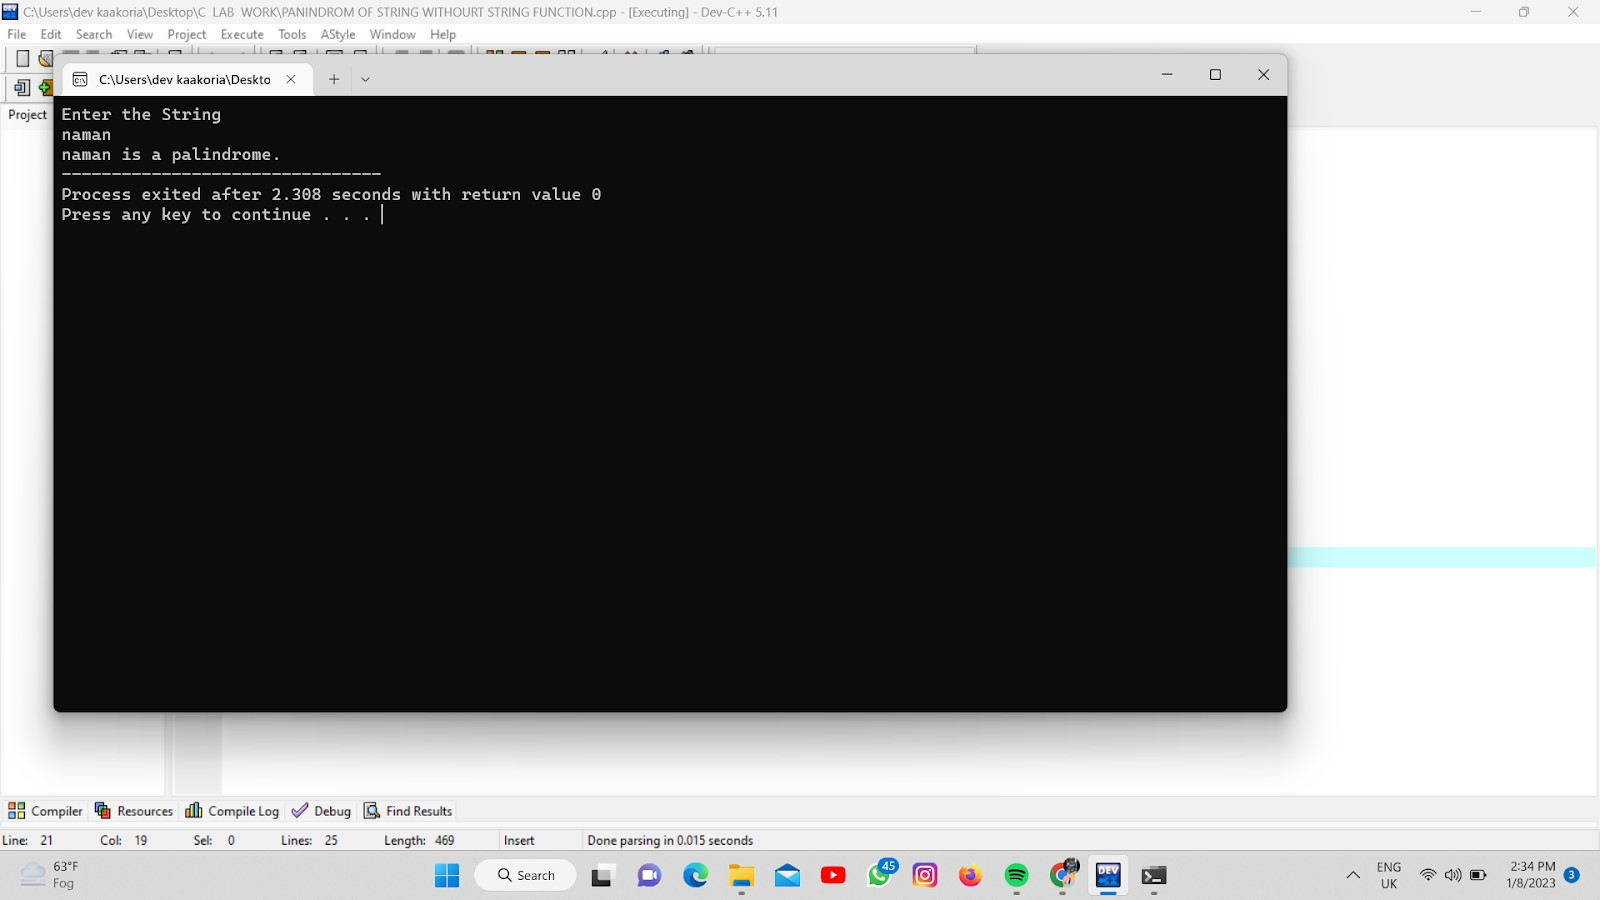 C:\Users\dev kaakoria\Desktop\C  LAB  WORK\PANINDROM OF STRING WITHOURT STRING FUNCTION.cpp - [Executing] - Dev-C++ 5.11
File Edit Search View Project Execute Tools AStyle Window Help
C:\Users\dev kaakoria\Deskto
Project
Enter the String
naman
naman is a palindrome.
--------------------------------
Process exited after 2.308 seconds with return value 0
Press any key to continue . . .
Compiler Resources Compile Log Debug Find Results
Line: 21 Col: 19 Sel: 0 Lines: 25 Length: 469 Insert Done parsing in 0.015 seconds
63°F
Fog
Search
45
DEV
ENG
UK
2:34 PM
1/8/2023
3